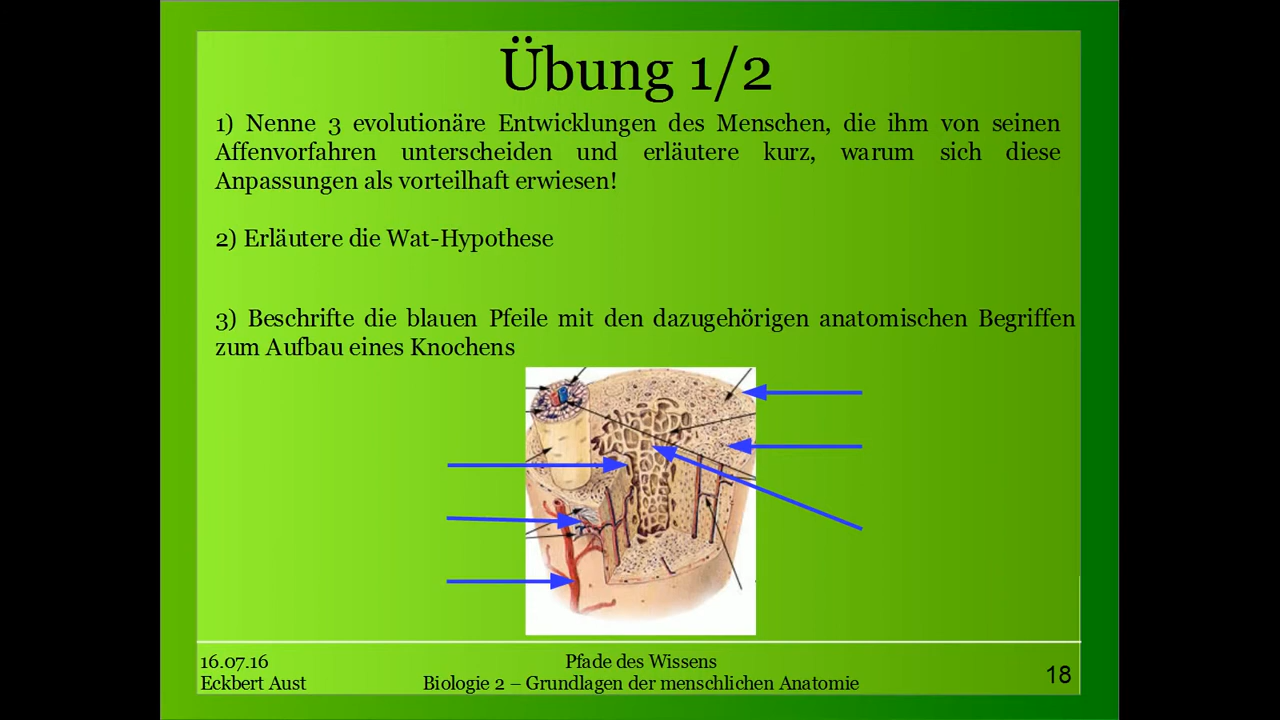 Übung 1/2
1) Nenne 3 evolutionäre Entwicklungen des Menschen, die ihm von seinen
Affenvorfahren unterscheiden und erläutere kurz, warum sich diese
Anpassungen als vorteilhaft erwiesen!
2) Erläutere die Wat-Hypothese
3) Beschrifte die blauen Pfeile mit den dazugehörigen anatomischen Begriffen
zum Aufbau eines Knochens
16.07.16
Eckbert Aust
Pfade des Wissens
Biologie 2 – Grundlagen der menschlichen Anatomie
18